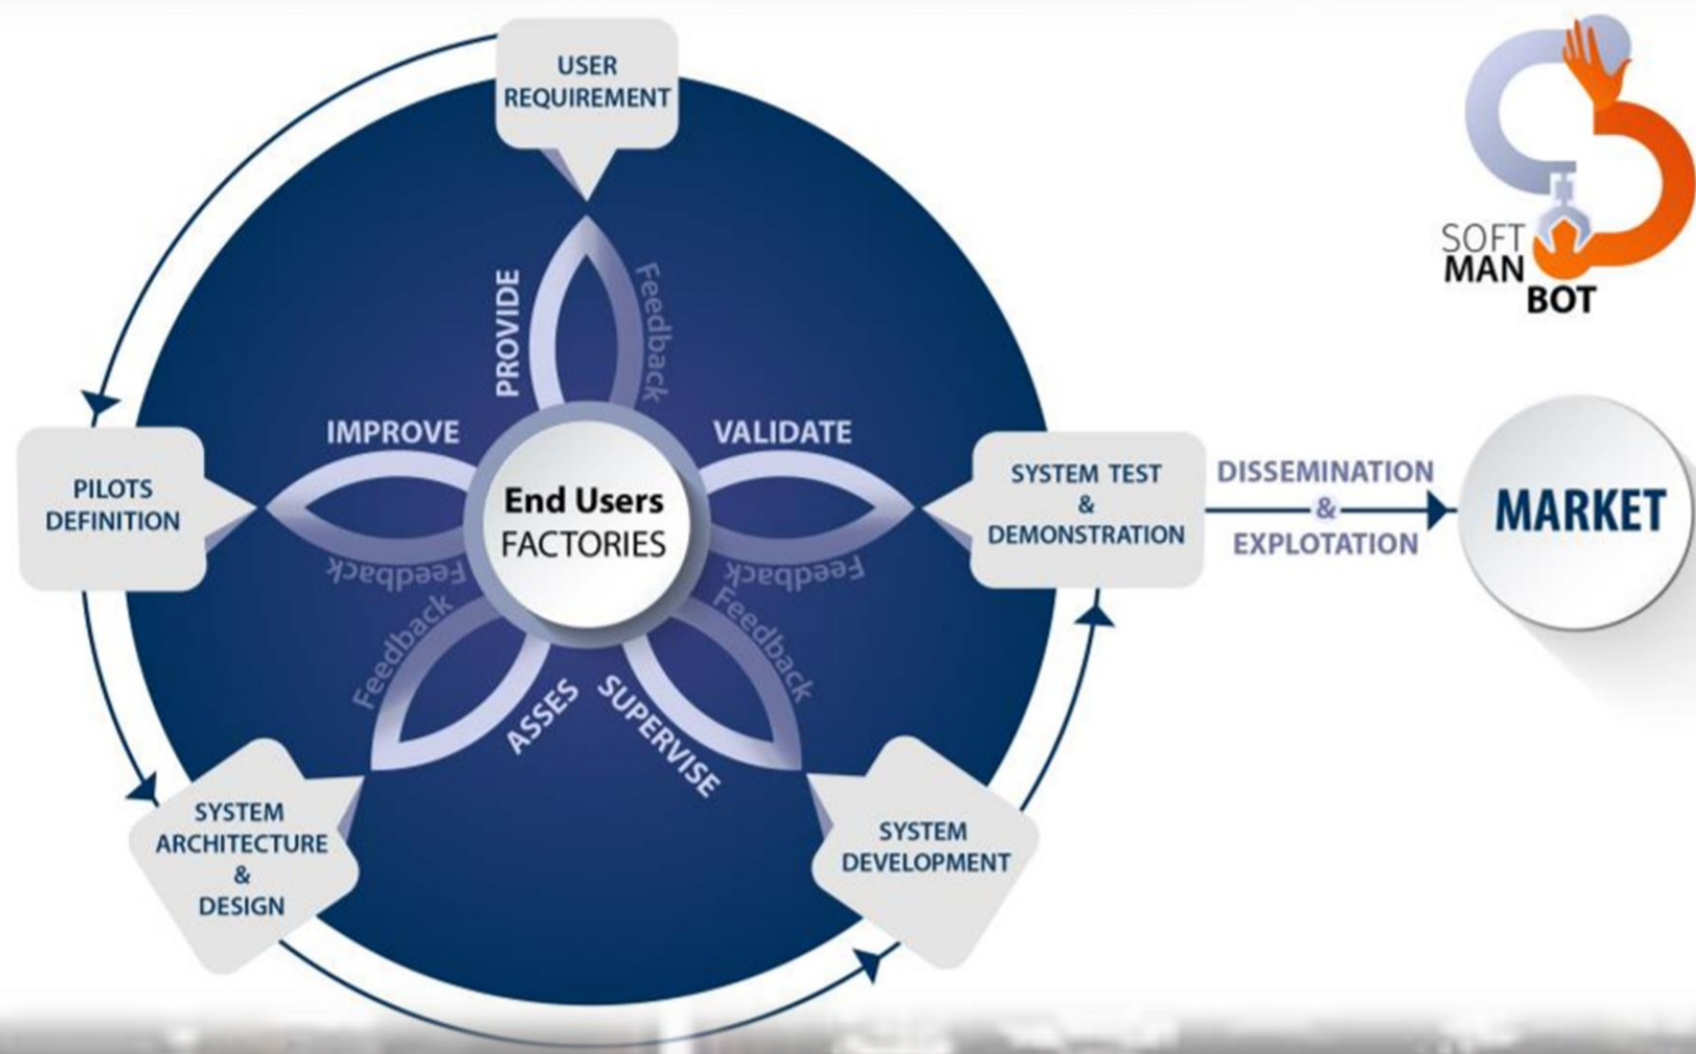 USER
REQUIREMENT
PROVIDE
Feedback
IMPROVE
Feedback
VALIDATE
Feedback
End Users
FACTORIES
PILOTS
DEFINITION
SYSTEM TEST
&
DEMONSTRATION
DISSEMINATION
&
EXPLOTATION
MARKET
Feedback
ASSES
SUPERVISE
Feedback
SYSTEM
ARCHITECTURE
&
DESIGN
SYSTEM
DEVELOPMENT
SOFT
MAN
BOT